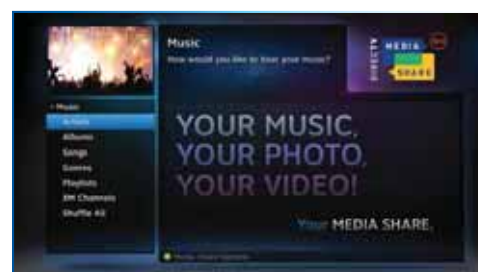 Music
How would you like to hear your music?
DIRECTV
MEDIA
SHARE
Music
Artists
Albums
Songs
Genres
Playlists
XM Channels
Shuffle All
YOUR MUSIC,
YOUR PHOTO,
YOUR VIDEO!
Your MEDIA SHARE.